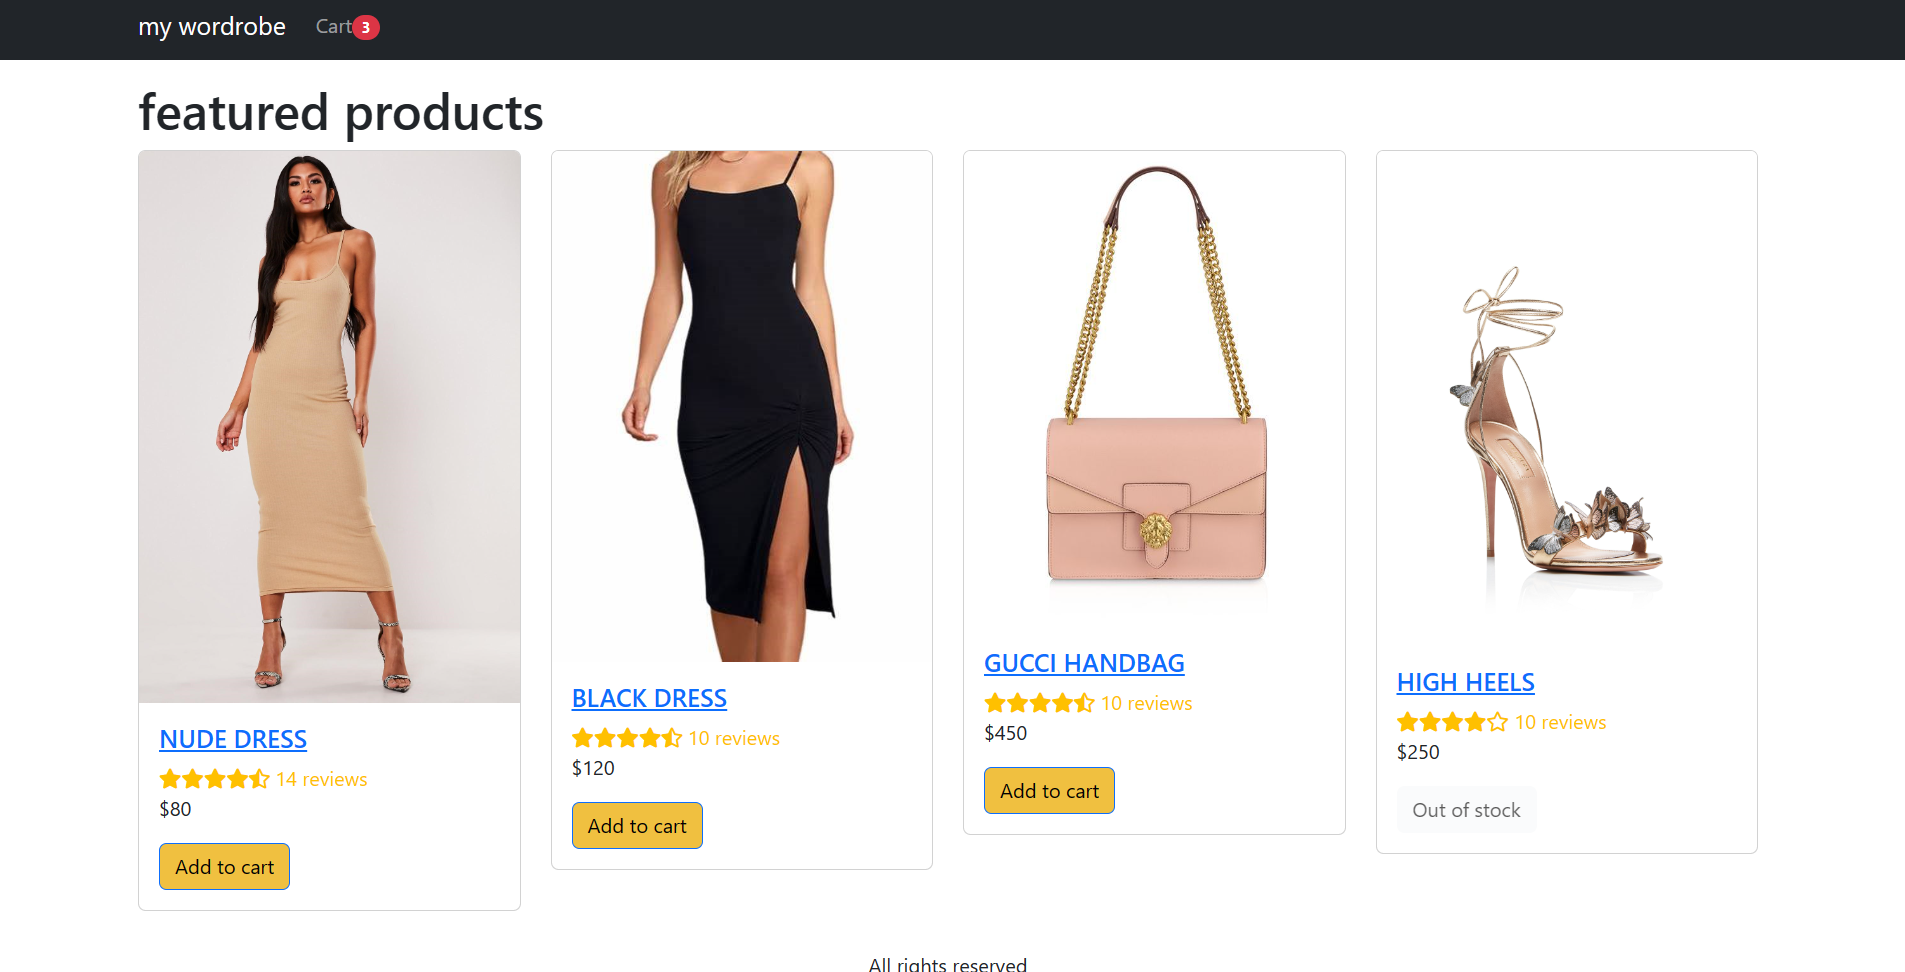 my wordrobe
Cart 3
featured products
NUDE DRESS
14 reviews
$80
Add to cart
BLACK DRESS
10 reviews
$120
Add to cart
GUCCI HANDBAG
10 reviews
$450
Add to cart
HIGH HEELS
10 reviews
$250
Out of stock
All rights reserved